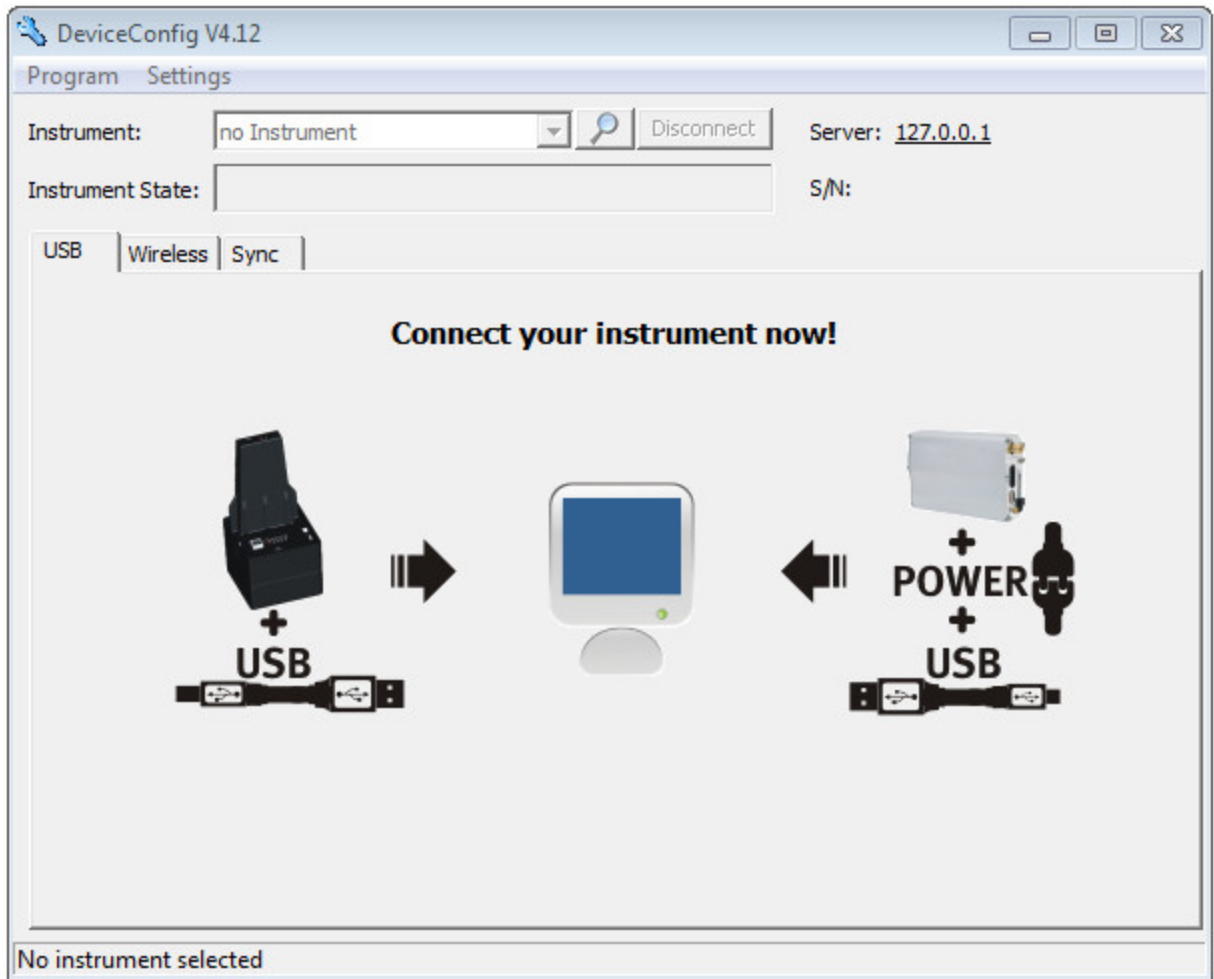 DeviceConfig V4.12
Program Settings
Instrument: no Instrument Disconnect Server: 127.0.0.1
Instrument State: S/N:
USB Wireless Sync
Connect your instrument now!
+
POWER
+ +
USB USB
No instrument selected